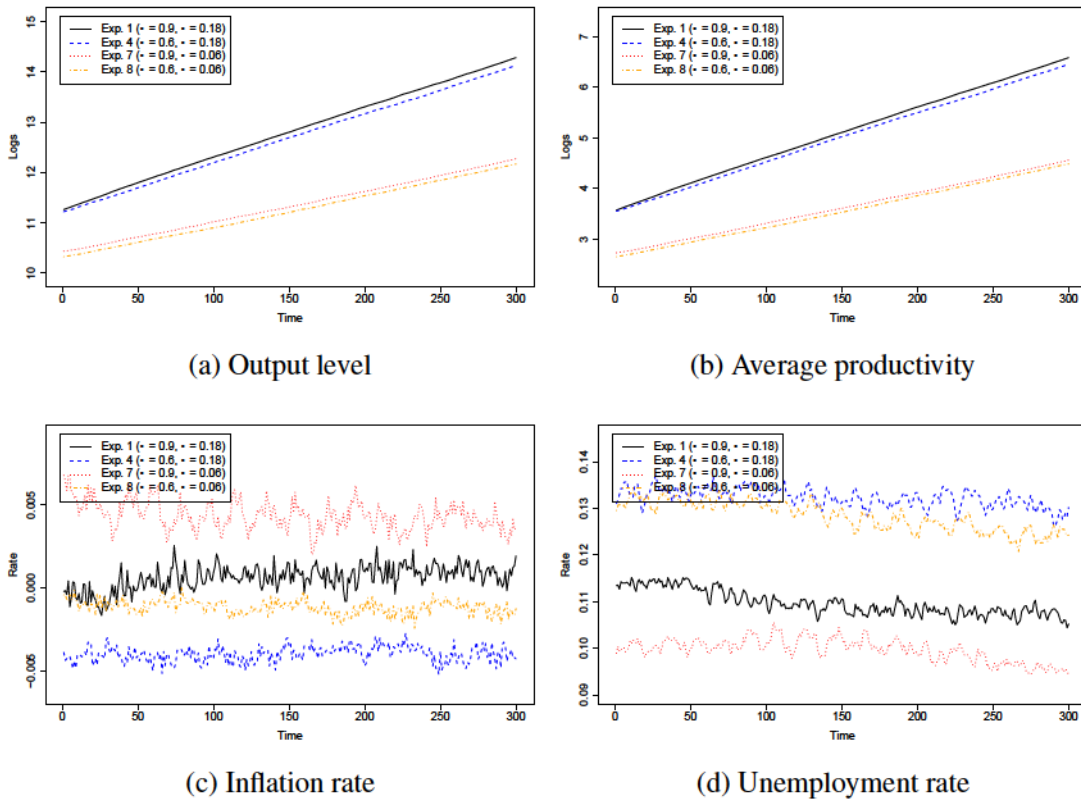 Exp. 1 (- = 0.9, - = 0.18)
Exp. 4 (- = 0.6, - = 0.18)
Exp. 7 (- = 0.9, - = 0.06)
Exp. 8 (- = 0.6, - = 0.06)
15
14
13
12
11
10
Logs
0 50 100 150 200 250 300
Time
(a) Output level
Exp. 1 (- = 0.9, - = 0.18)
Exp. 4 (- = 0.6, - = 0.18)
Exp. 7 (- = 0.9, - = 0.06)
Exp. 8 (- = 0.6, - = 0.06)
7
6
5
4
3
Logs
0 50 100 150 200 250 300
Time
(b) Average productivity
Exp. 1 (- = 0.9, - = 0.18)
Exp. 4 (- = 0.6, - = 0.18)
Exp. 7 (- = 0.9, - = 0.06)
Exp. 8 (- = 0.6, - = 0.06)
0.005
0.000
−0.005
Rate
0 50 100 150 200 250 300
Time
(c) Inflation rate
Exp. 1 (- = 0.9, - = 0.18)
Exp. 4 (- = 0.6, - = 0.18)
Exp. 7 (- = 0.9, - = 0.06)
Exp. 8 (- = 0.6, - = 0.06)
0.14
0.13
0.12
0.11
0.10
0.09
Rate
0 50 100 150 200 250 300
Time
(d) Unemployment rate